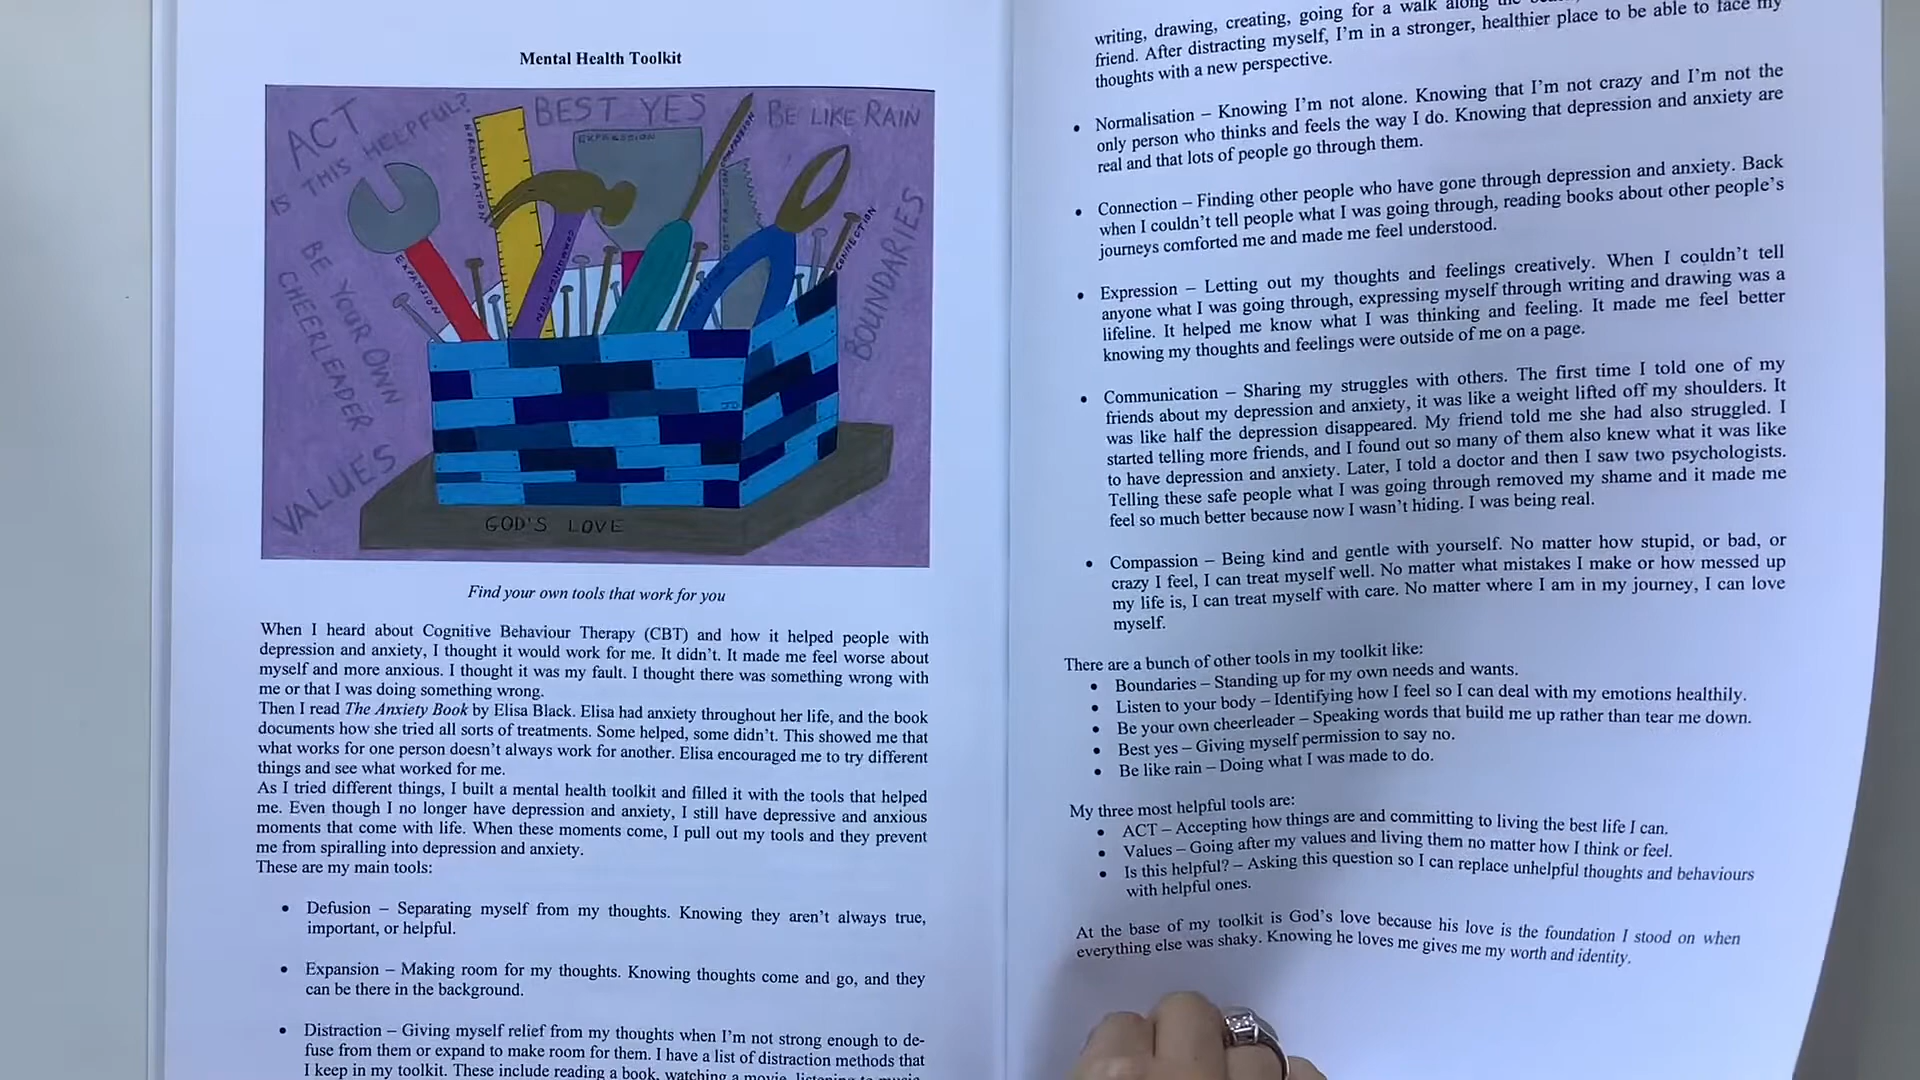 Mental Health Toolkit
ACT
IS THIS HELPFUL?
BEST YES
BE LIKE RAIN
NORMALISATION
EXPRESSION
COMPASSION
DISTRACTION
CONNECTION
COMMUNICATION
EXPANSION
BOUNDARIES
BE YOUR OWN
CHEERLEADER
VALUES
GOD'S LOVE
Find your own tools that work for you
When I heard about Cognitive Behaviour Therapy (CBT) and how it helped people with
depression and anxiety, I thought it would work for me. It didn't. It made me feel worse about
myself and more anxious. I thought it was my fault. I thought there was something wrong with
me or that I was doing something wrong.
Then I read The Anxiety Book by Elisa Black. Elisa had anxiety throughout her life, and the book
documents how she tried all sorts of treatments. Some helped, some didn't. This showed me that
what works for one person doesn't always work for another. Elisa encouraged me to try different
things and see what worked for me.
As I tried different things, I built a mental health toolkit and filled it with the tools that helped
me. Even though I no longer have depression and anxiety, I still have depressive and anxious
moments that come with life. When these moments come, I pull out my tools and they prevent
me from spiralling into depression and anxiety.
These are my main tools:
• Defusion – Separating myself from my thoughts. Knowing they aren't always true,
important, or helpful.
• Expansion – Making room for my thoughts. Knowing thoughts come and go, and they
can be there in the background.
• Distraction – Giving myself relief from my thoughts when I'm not strong enough to de-
fuse from them or expand to make room for them. I have a list of distraction methods that
I keep in my toolkit. These include reading a book, watching a movie, listening to music,
writing, drawing, creating, going for a walk along the
friend. After distracting myself, I'm in a stronger, healthier place to be able to face my
thoughts with a new perspective.
• Normalisation – Knowing I'm not alone. Knowing that I'm not crazy and I'm not the
only person who thinks and feels the way I do. Knowing that depression and anxiety are
real and that lots of people go through them.
• Connection – Finding other people who have gone through depression and anxiety. Back
when I couldn't tell people what I was going through, reading books about other people's
journeys comforted me and made me feel understood.
• Expression – Letting out my thoughts and feelings creatively. When I couldn't tell
anyone what I was going through, expressing myself through writing and drawing was a
lifeline. It helped me know what I was thinking and feeling. It made me feel better
knowing my thoughts and feelings were outside of me on a page.
• Communication – Sharing my struggles with others. The first time I told one of my
friends about my depression and anxiety, it was like a weight lifted off my shoulders. It
was like half the depression disappeared. My friend told me she had also struggled. I
started telling more friends, and I found out so many of them also knew what it was like
to have depression and anxiety. Later, I told a doctor and then I saw two psychologists.
Telling these safe people what I was going through removed my shame and it made me
feel so much better because now I wasn't hiding. I was being real.
• Compassion – Being kind and gentle with yourself. No matter how stupid, or bad, or
crazy I feel, I can treat myself well. No matter what mistakes I make or how messed up
my life is, I can treat myself with care. No matter where I am in my journey, I can love
myself.
There are a bunch of other tools in my toolkit like:
• Boundaries – Standing up for my own needs and wants.
• Listen to your body – Identifying how I feel so I can deal with my emotions healthily.
• Be your own cheerleader – Speaking words that build me up rather than tear me down.
• Best yes – Giving myself permission to say no.
• Be like rain – Doing what I was made to do.
My three most helpful tools are:
• ACT – Accepting how things are and committing to living the best life I can.
• Values – Going after my values and living them no matter how I think or feel.
• Is this helpful? – Asking this question so I can replace unhelpful thoughts and behaviours
with helpful ones.
At the base of my toolkit is God's love because his love is the foundation I stood on when
everything else was shaky. Knowing he loves me gives me my worth and identity.